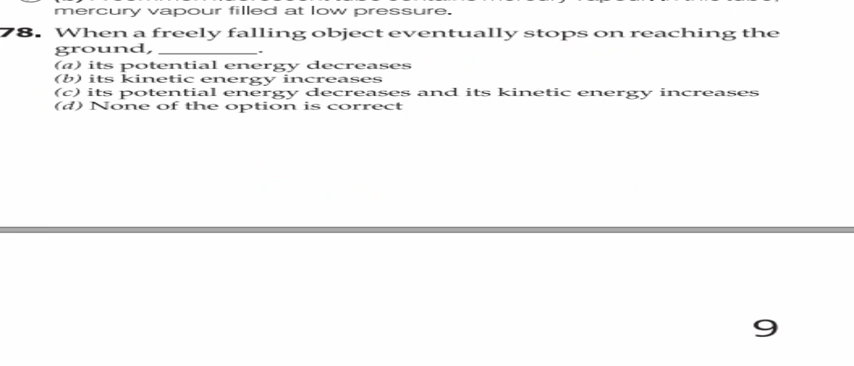 mercury vapour filled at low pressure.
78. When a freely falling object eventually stops on reaching the
ground, ________.
(a) its potential energy decreases
(b) its kinetic energy increases
(c) its potential energy decreases and its kinetic energy increases
(d) None of the option is correct
9